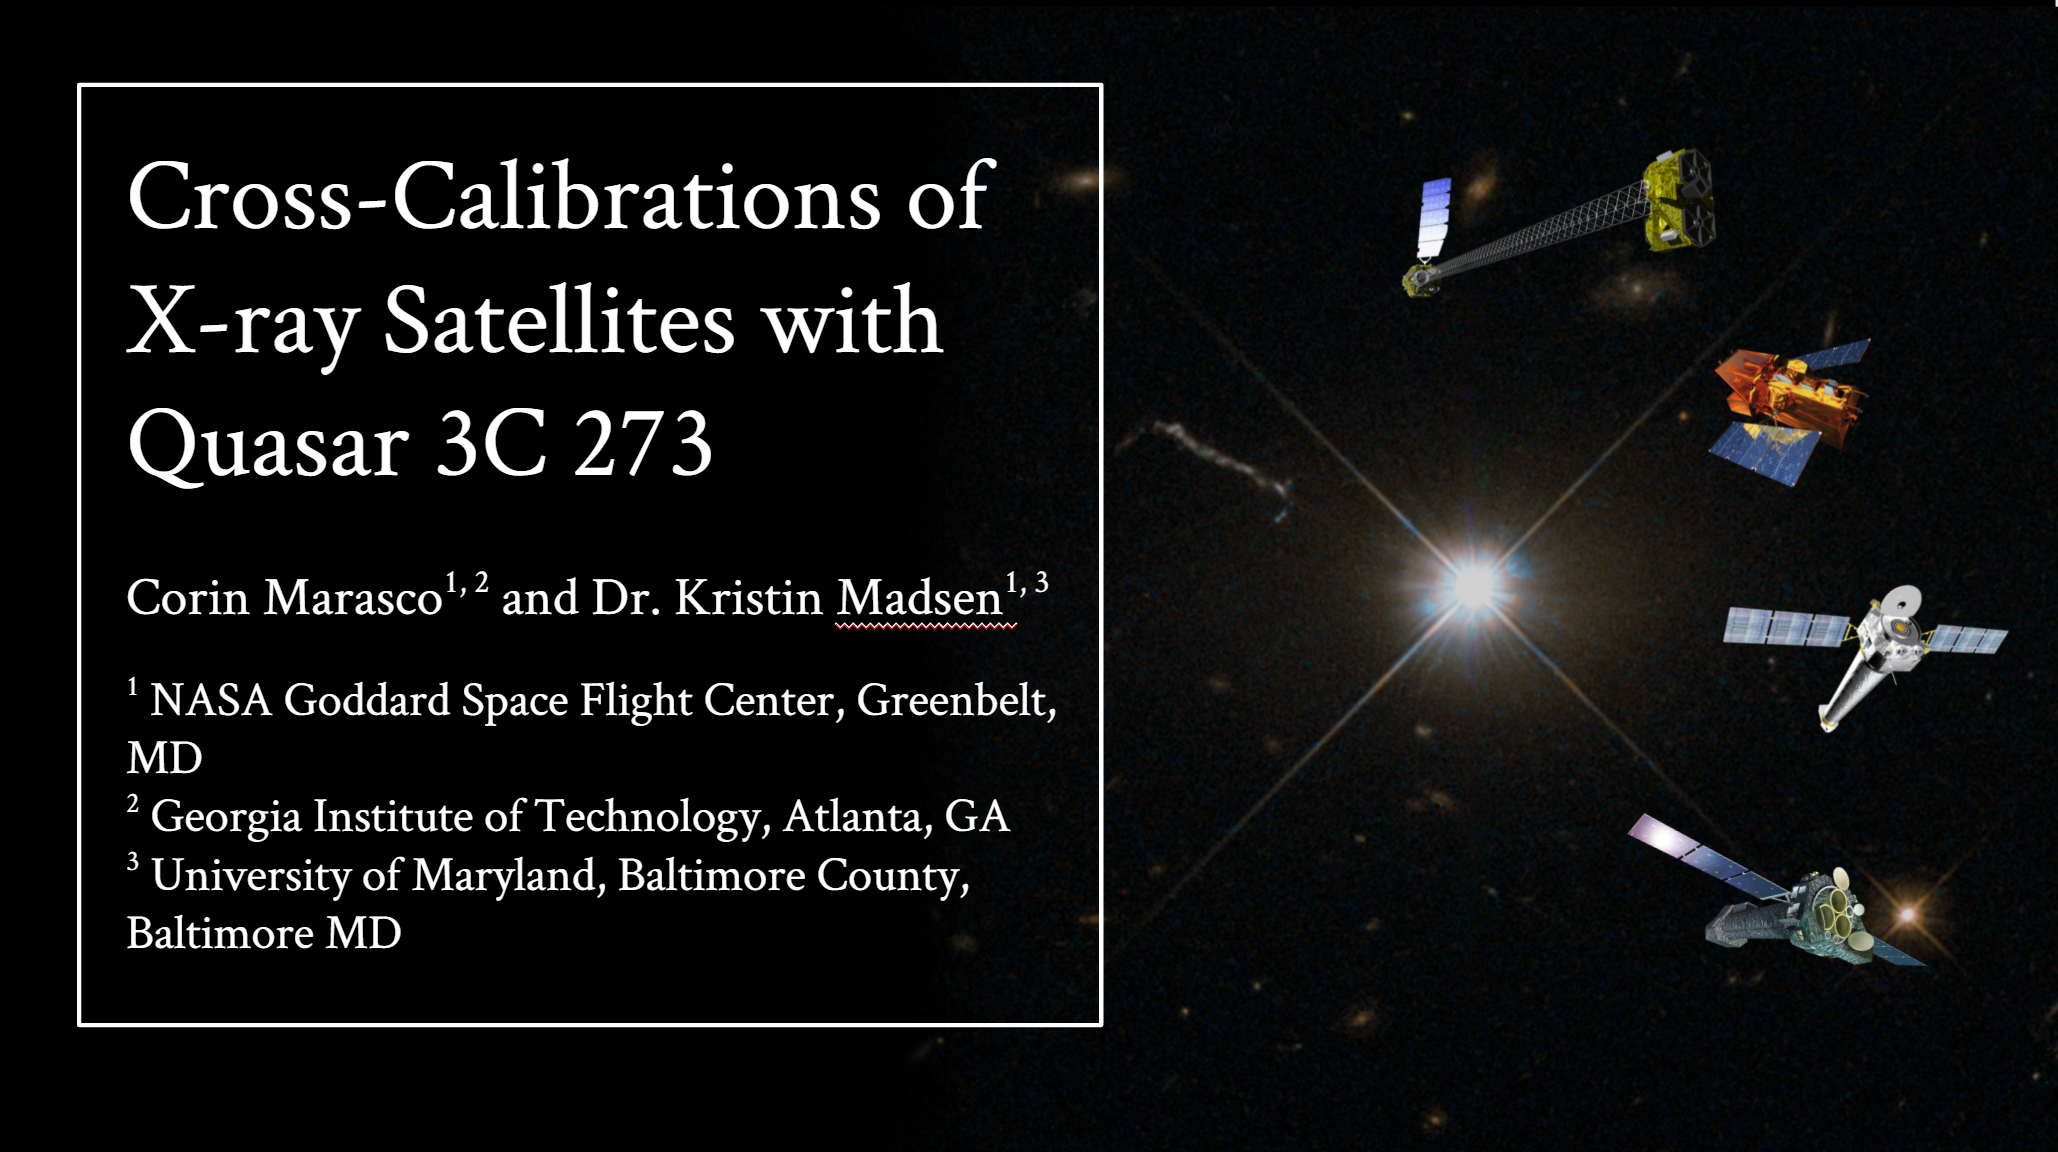 Cross-Calibrations of
X-ray Satellites with
Quasar 3C 273
Corin Marasco1, 2 and Dr. Kristin Madsen1, 3
1 NASA Goddard Space Flight Center, Greenbelt,
MD
2 Georgia Institute of Technology, Atlanta, GA
3 University of Maryland, Baltimore County,
Baltimore MD